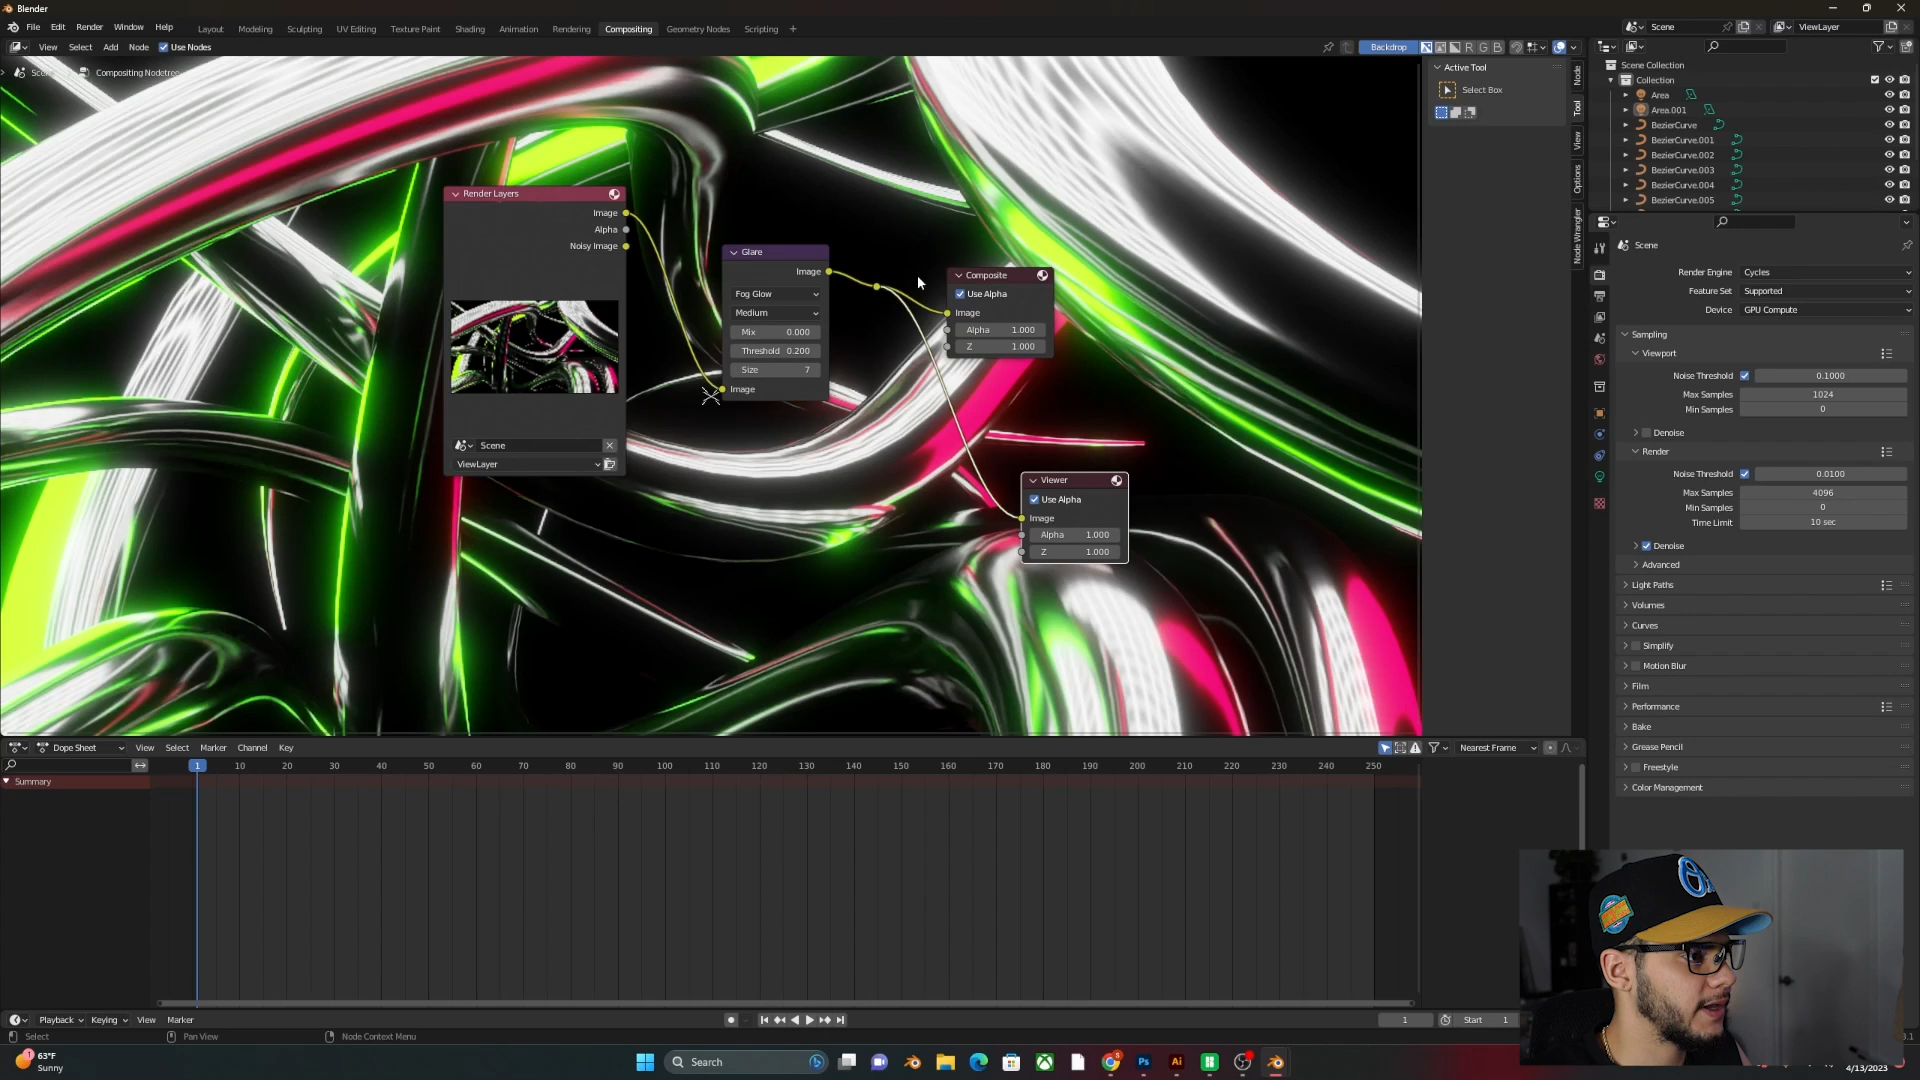 Blender
File Edit Render Window Help
Layout Modeling Sculpting UV Editing Texture Paint Shading Animation Rendering Compositing Geometry Nodes Scripting +
Scene
ViewLayer
View Select Add Node Use Nodes
Backdrop
R G B
Compositing Nodetree
Render Layers
Image
Alpha
Noisy Image
Scene
ViewLayer
Glare
Image
Fog Glow
Medium
Mix 0.000
Threshold 0.200
Size 7
Image
Composite
Use Alpha
Image
Alpha 1.000
Z 1.000
Viewer
Use Alpha
Image
Alpha 1.000
Z 1.000
Active Tool
Select Box
Node
Tool
View
Options
Node Wrangler
Scene Collection
Collection
Area
Area.001
BezierCurve
BezierCurve.001
BezierCurve.002
BezierCurve.003
BezierCurve.004
BezierCurve.005
Scene
Render Engine Cycles
Feature Set Supported
Device GPU Compute
Sampling
Viewport
Noise Threshold 0.1000
Max Samples 1024
Min Samples 0
Denoise
Render
Noise Threshold 0.0100
Max Samples 4096
Min Samples 0
Time Limit 10 sec
Denoise
Advanced
Light Paths
Volumes
Curves
Simplify
Motion Blur
Film
Performance
Bake
Grease Pencil
Freestyle
Color Management
Dope Sheet View Select Marker Channel Key
Nearest Frame
1 10 20 30 40 50 60 70 80 90 100 110 120 130 140 150 160 170 180 190 200 210 220 230 240 250
Summary
Playback Keying View Marker
1 Start 1
Select Pan View Node Context Menu
63°F
Sunny
Search
4/13/2023